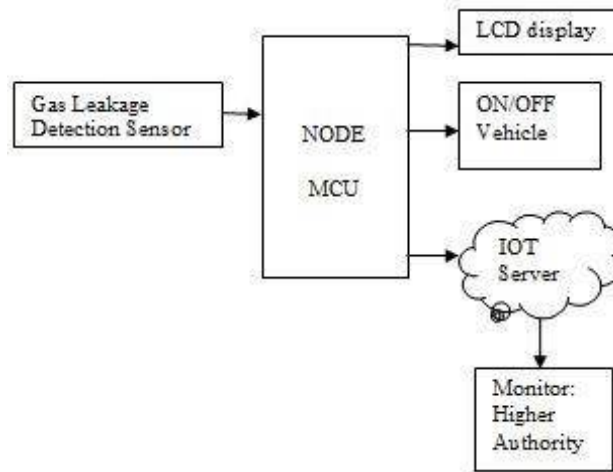 LCD display
Gas Leakage
Detection Sensor
NODE
MCU
ON/OFF
Vehicle
IOT
Server
Monitor:
Higher
Authority